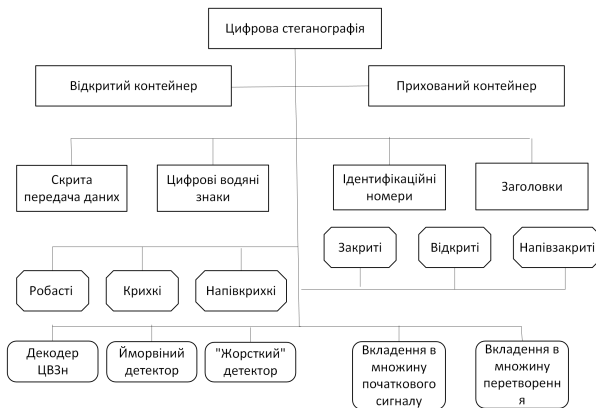 Цифрова стеганографія
Відкритий контейнер
Прихований контейнер
Скрита
передача даних
Цифрові водяні
знаки
Ідентифікаційні
номери
Заголовки
Закриті
Відкриті
Напівзакриті
Робасті
Крихкі
Напівкрихкі
Декодер
ЦВЗн
Йморвіний
детектор
"Жорсткий"
детектор
Вкладення в
множину
початкового
сигналу
Вкладення в
множину
перетворенн
я